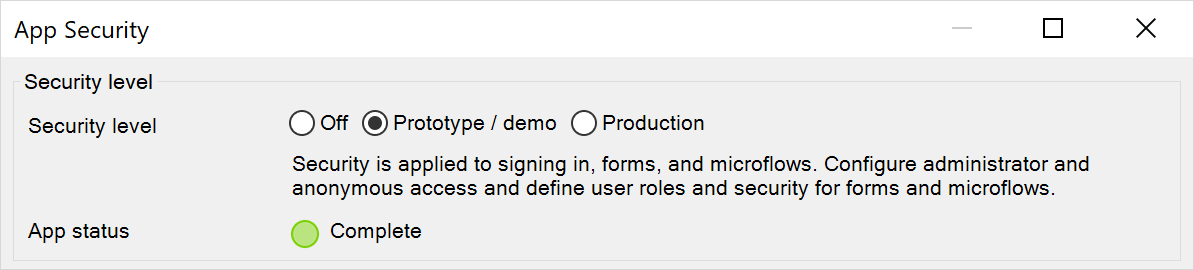 App Security
Security level
Security level Off Prototype / demo Production
Security is applied to signing in, forms, and microflows. Configure administrator and
anonymous access and define user roles and security for forms and microflows.
App status Complete